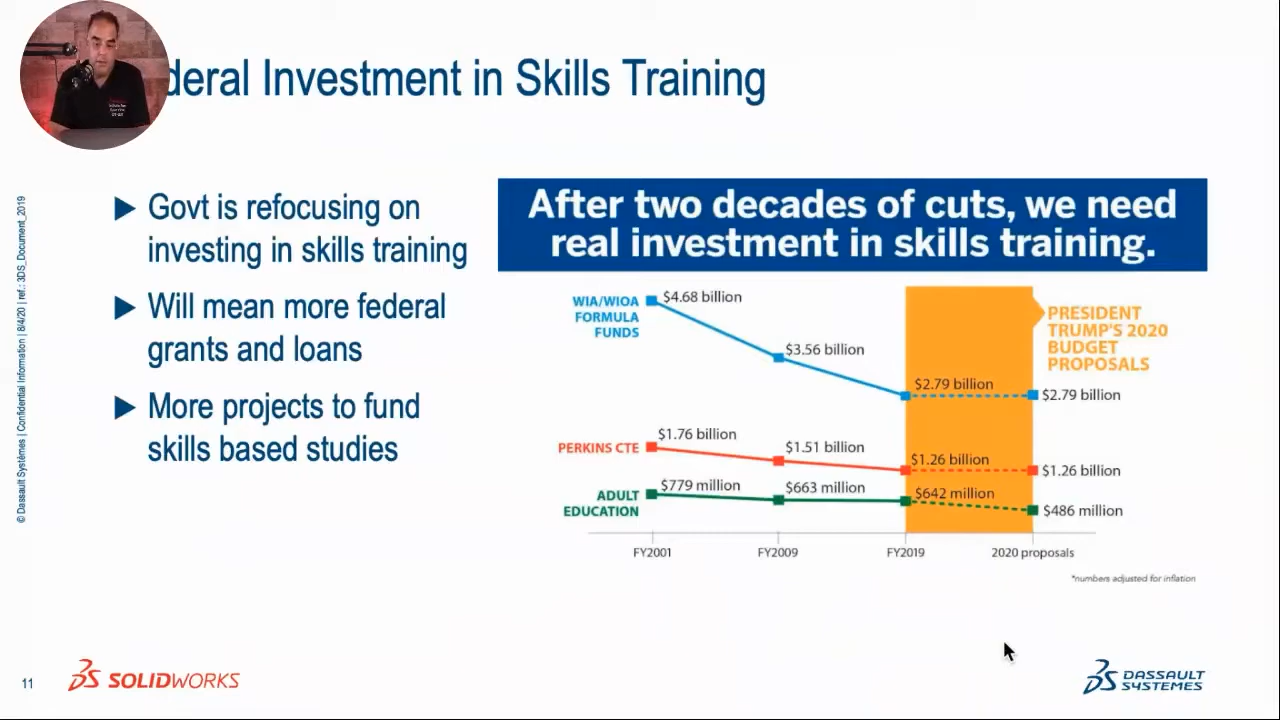 deral Investment in Skills Training
Govt is refocusing on
investing in skills training
Will mean more federal
grants and loans
More projects to fund
skills based studies
After two decades of cuts, we need
real investment in skills training.
WIA/WIOA
FORMULA
FUNDS
$4.68 billion
$3.56 billion
$2.79 billion
$2.79 billion
PRESIDENT
TRUMP'S 2020
BUDGET
PROPOSALS
PERKINS CTE
$1.76 billion
$1.51 billion
$1.26 billion
$1.26 billion
ADULT
EDUCATION
$779 million
$663 million
$642 million
$486 million
FY2001
FY2009
FY2019
2020 proposals
*numbers adjusted for inflation
© Dassault Systèmes | Confidential Information | 8/4/20 | ref.: 3DS_Document_2019
11
SOLIDWORKS
DASSAULT
SYSTEMES